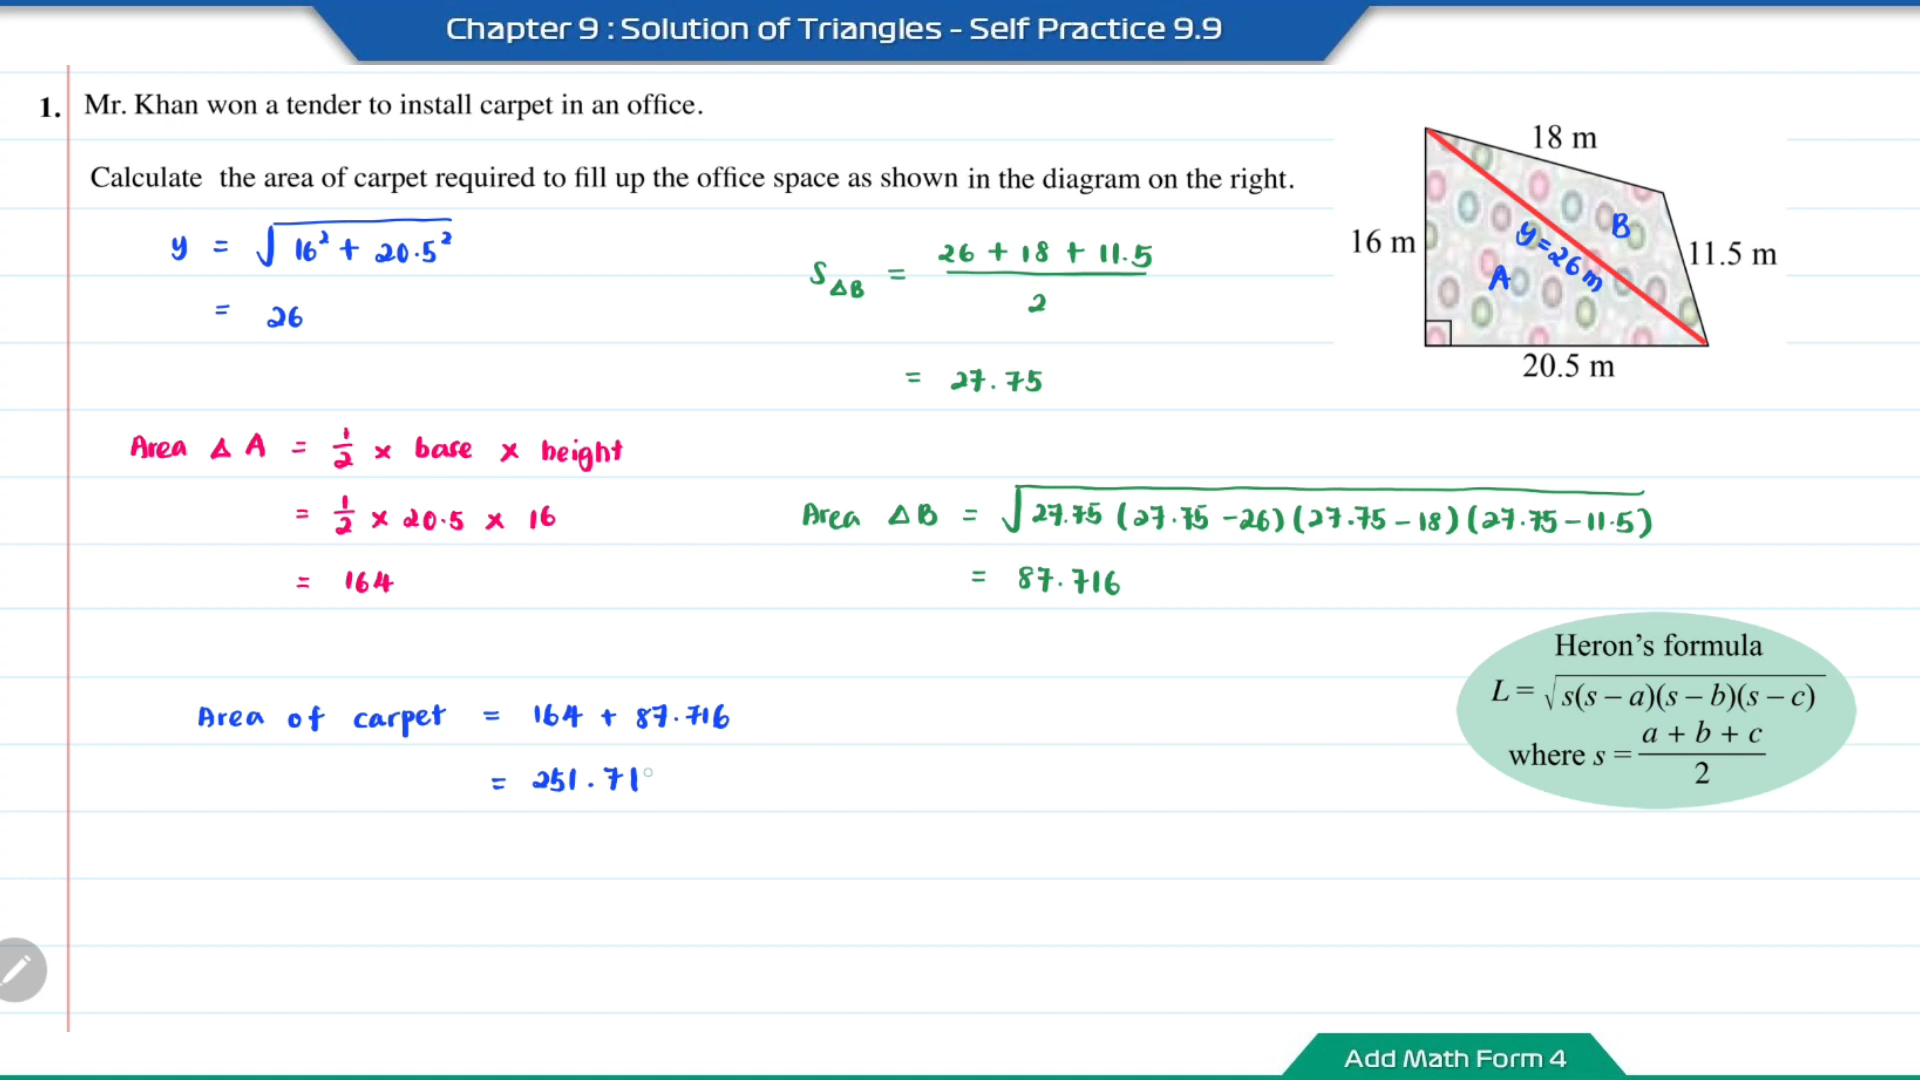 Chapter 9 : Solution of Triangles - Self Practice 9.9
1. Mr. Khan won a tender to install carpet in an office.
Calculate the area of carpet required to fill up the office space as shown in the diagram on the right.
18 m
16 m
11.5 m
20.5 m
y = 26 m
A
B
y = √(16² + 20.5²)
= 26
S△B = (26 + 18 + 11.5) / 2
= 27.75
Area △ A = 1/2 × base × height
= 1/2 × 20.5 × 16
= 164
Area △B = √(27.75 (27.75 - 26) (27.75 - 18) (27.75 - 11.5))
= 87.716
Area of carpet = 164 + 87.716
= 251.71
Heron's formula
L = √(s(s – a)(s – b)(s – c))
where s = (a + b + c) / 2
Add Math Form 4